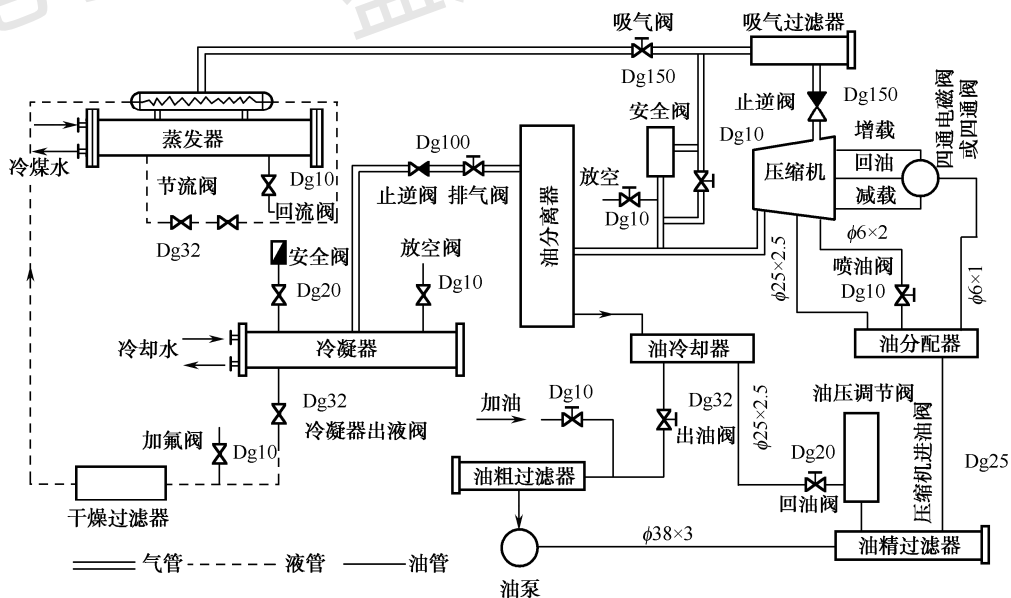 吸气阀
吸气过滤器
Dg150
安全阀
Dg10
止逆阀
Dg150
四通电磁阀
或四通阀
增载
回油
减载
压缩机
蒸发器
冷煤水
节流阀
Dg10
回流阀
Dg32
Dg100
止逆阀
排气阀
油分离器
放空
Dg10
安全阀
Dg20
放空阀
Dg10
ϕ25×2.5
ϕ6×2
喷油阀
Dg10
ϕ6×1
冷却水
冷凝器
油冷却器
油分配器
Dg32
冷凝器出液阀
加氟阀
Dg10
加油
Dg10
Dg32
出油阀
ϕ25×2.5
油压调节阀
Dg20
回油阀
压缩机进油阀
Dg25
油粗过滤器
干燥过滤器
ϕ38×3
油精过滤器
油泵
气管
液管
油管